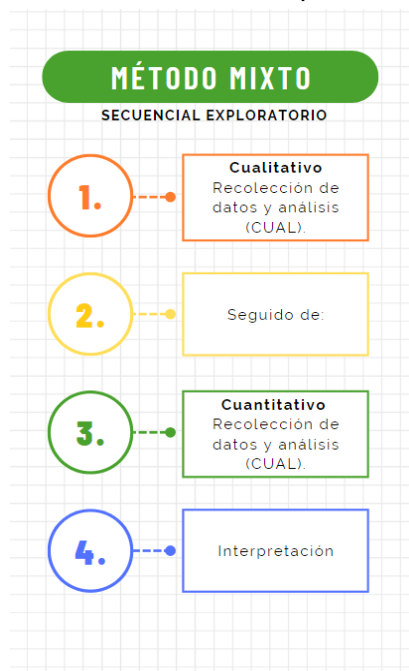 MÉTODO MIXTO
SECUENCIAL EXPLORATORIO
1.
Cualitativo
Recolección de
datos y análisis
(CUAL).
2.
Seguido de:
3.
Cuantitativo
Recolección de
datos y análisis
(CUAL).
4.
Interpretación